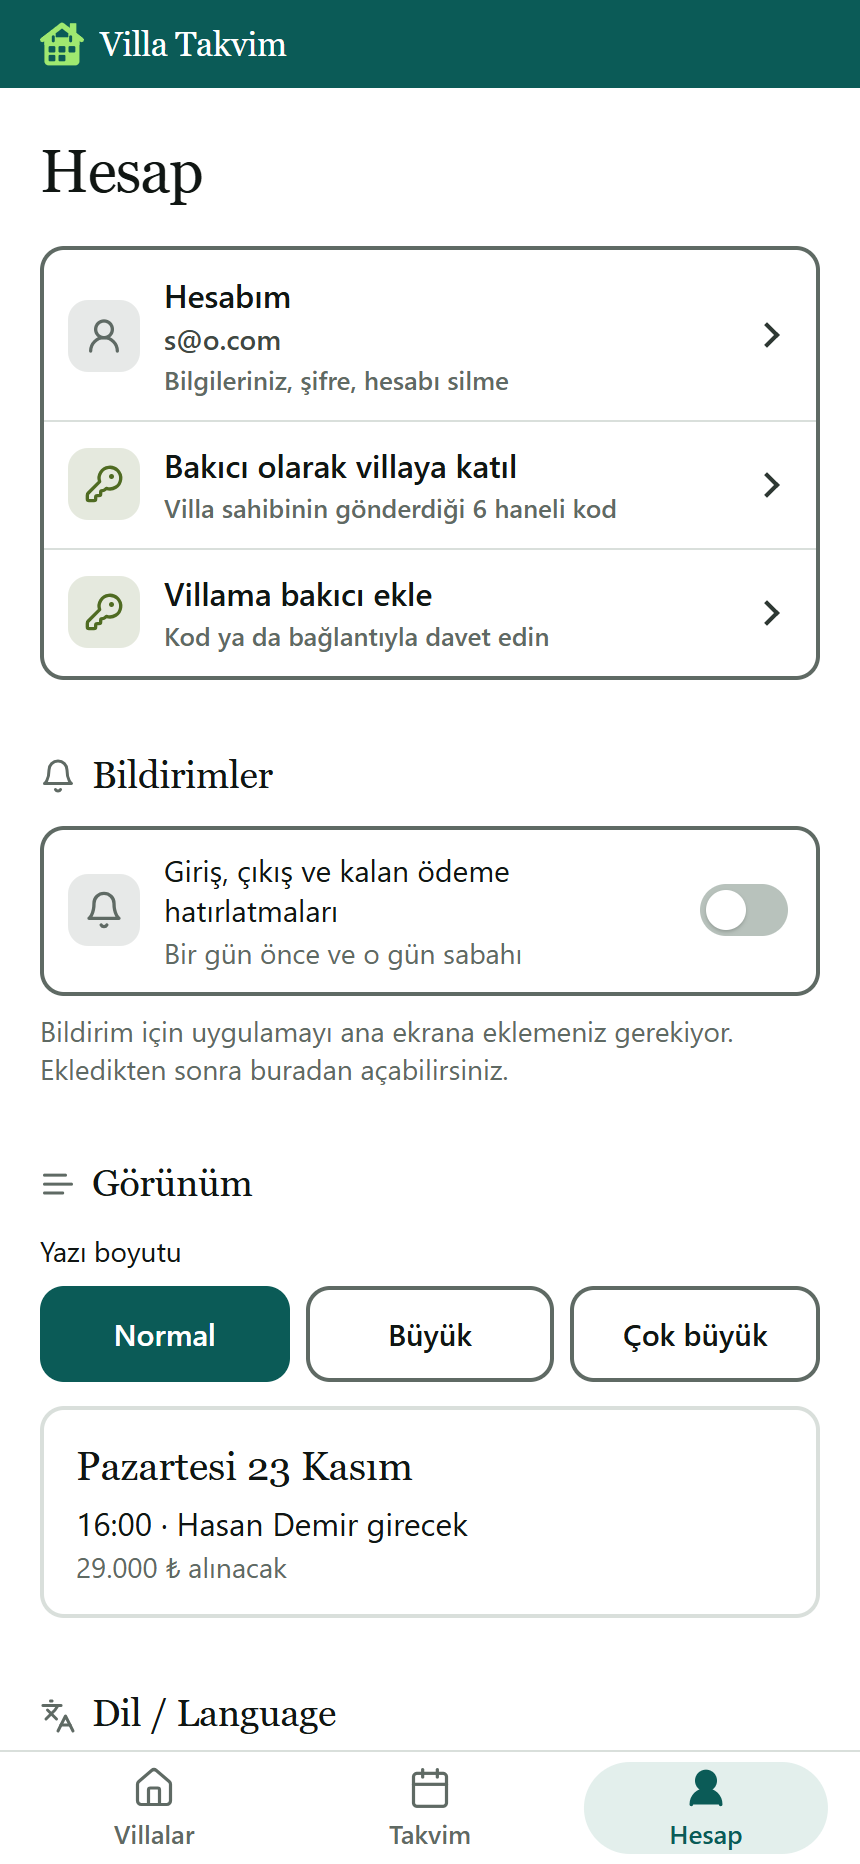 Villa Takvim
Hesap
Hesabım
s@o.com
Bilgileriniz, şifre, hesabı silme
Bakıcı olarak villaya katıl
Villa sahibinin gönderdiği 6 haneli kod
Villama bakıcı ekle
Kod ya da bağlantıyla davet edin
Bildirimler
Giriş, çıkış ve kalan ödeme
hatırlatmaları
Bir gün önce ve o gün sabahı
Bildirim için uygulamayı ana ekrana eklemeniz gerekiyor.
Ekledikten sonra buradan açabilirsiniz.
Görünüm
Yazı boyutu
Normal
Büyük
Çok büyük
Pazartesi 23 Kasım
16:00 · Hasan Demir girecek
29.000 ₺ alınacak
Dil / Language
Villalar
Takvim
Hesap